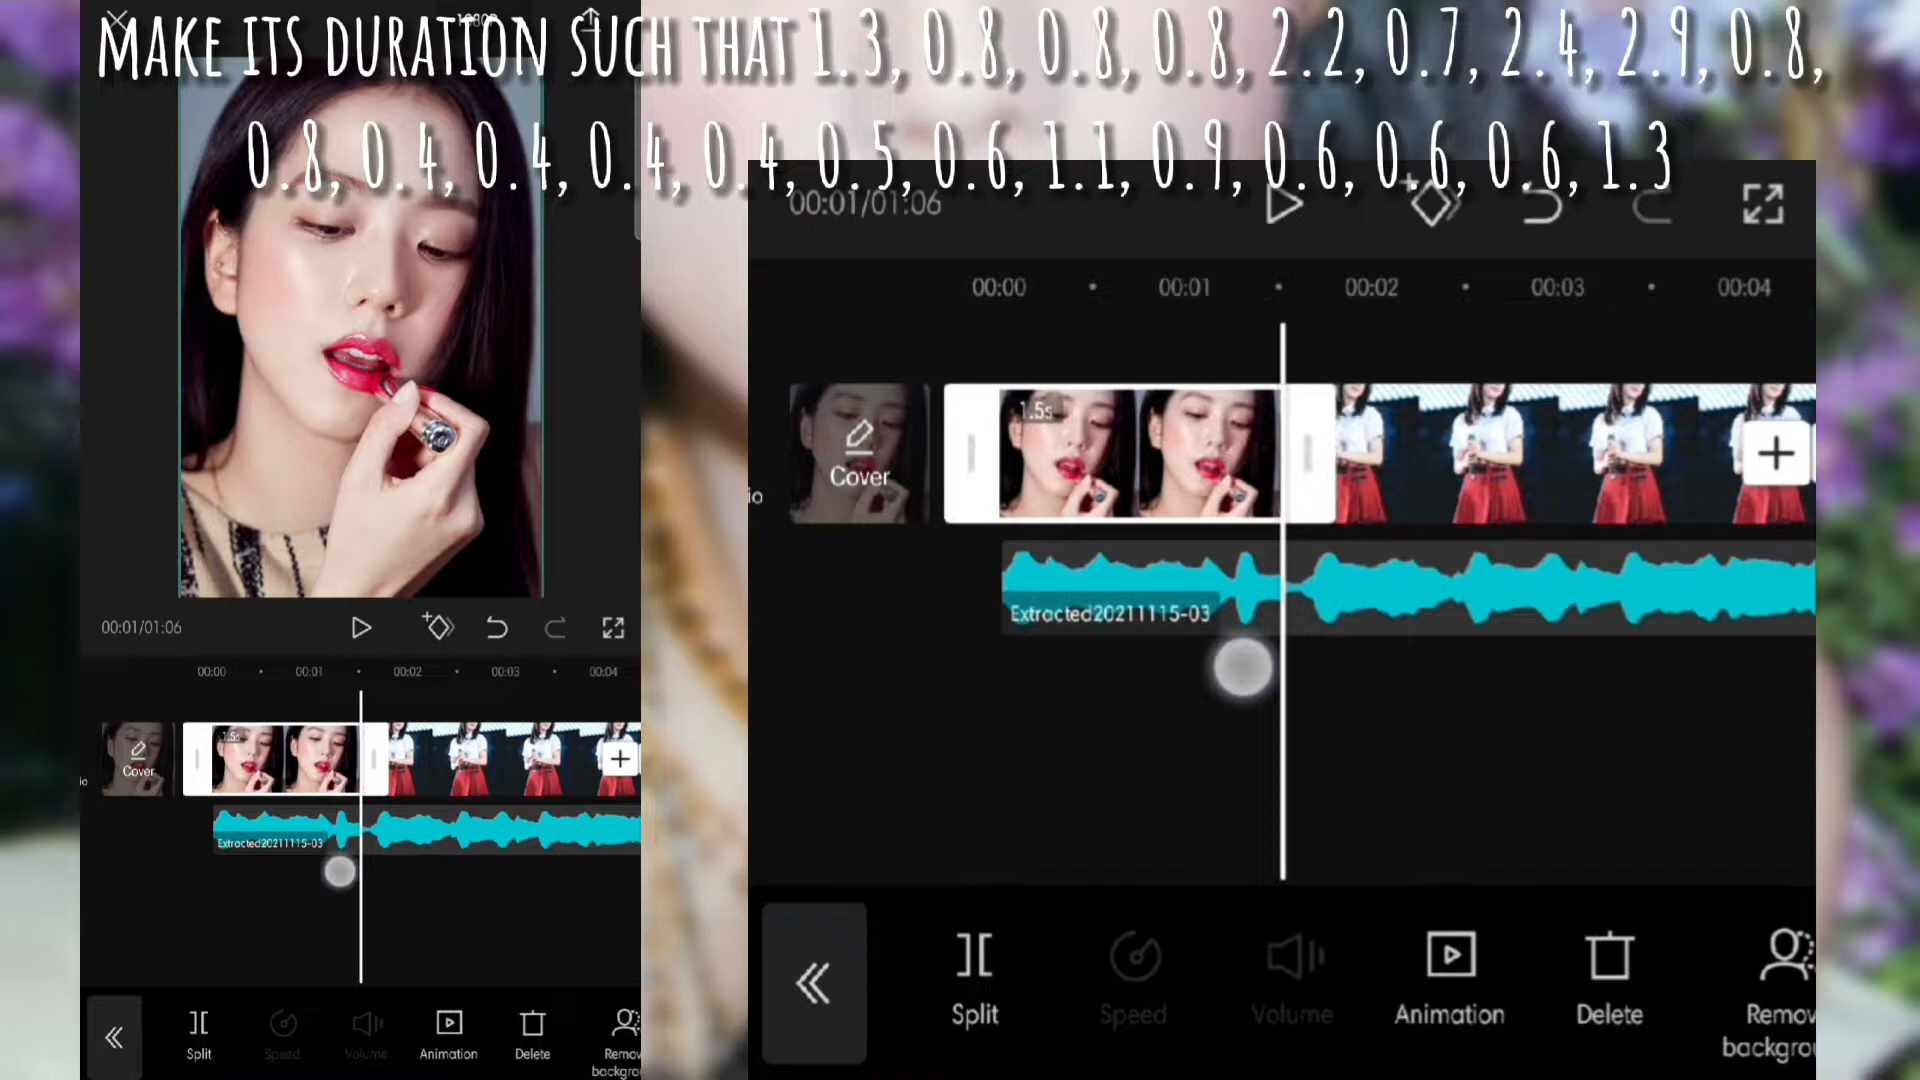 MAKE ITS DURATION SUCH THAT 1.3, 0.8, 0.8, 0.8, 2.2, 0.7, 2.4, 2.9, 0.8,
0.8, 0.4, 0.4, 0.4, 0.4, 0.5, 0.6, 1.1, 0.9, 0.6, 0.6, 0.6, 1.3
1080P
00:01/01:06
00:00 00:01 00:02 00:03 00:04
1.5s
Cover
io
Extracted20211115-03
Split Speed Volume Animation Delete Remov
backgrou
00:01/01:06
00:00 00:01 00:02 00:03 00:04
1.5s
Cover
io
Extracted20211115-03
Split Speed Volume Animation Delete Remov
backgrou